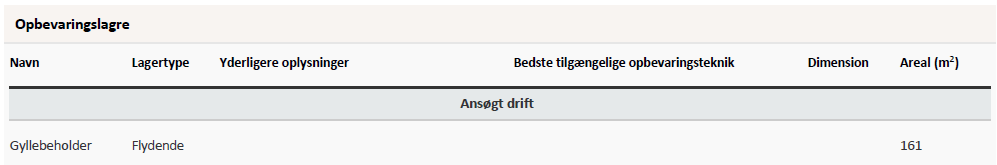 Opbevaringslagre
Navn Lagertype Yderligere oplysninger Bedste tilgængelige opbevaringsteknik Dimension Areal (m²)
Ansøgt drift
Gyllebeholder Flydende 161